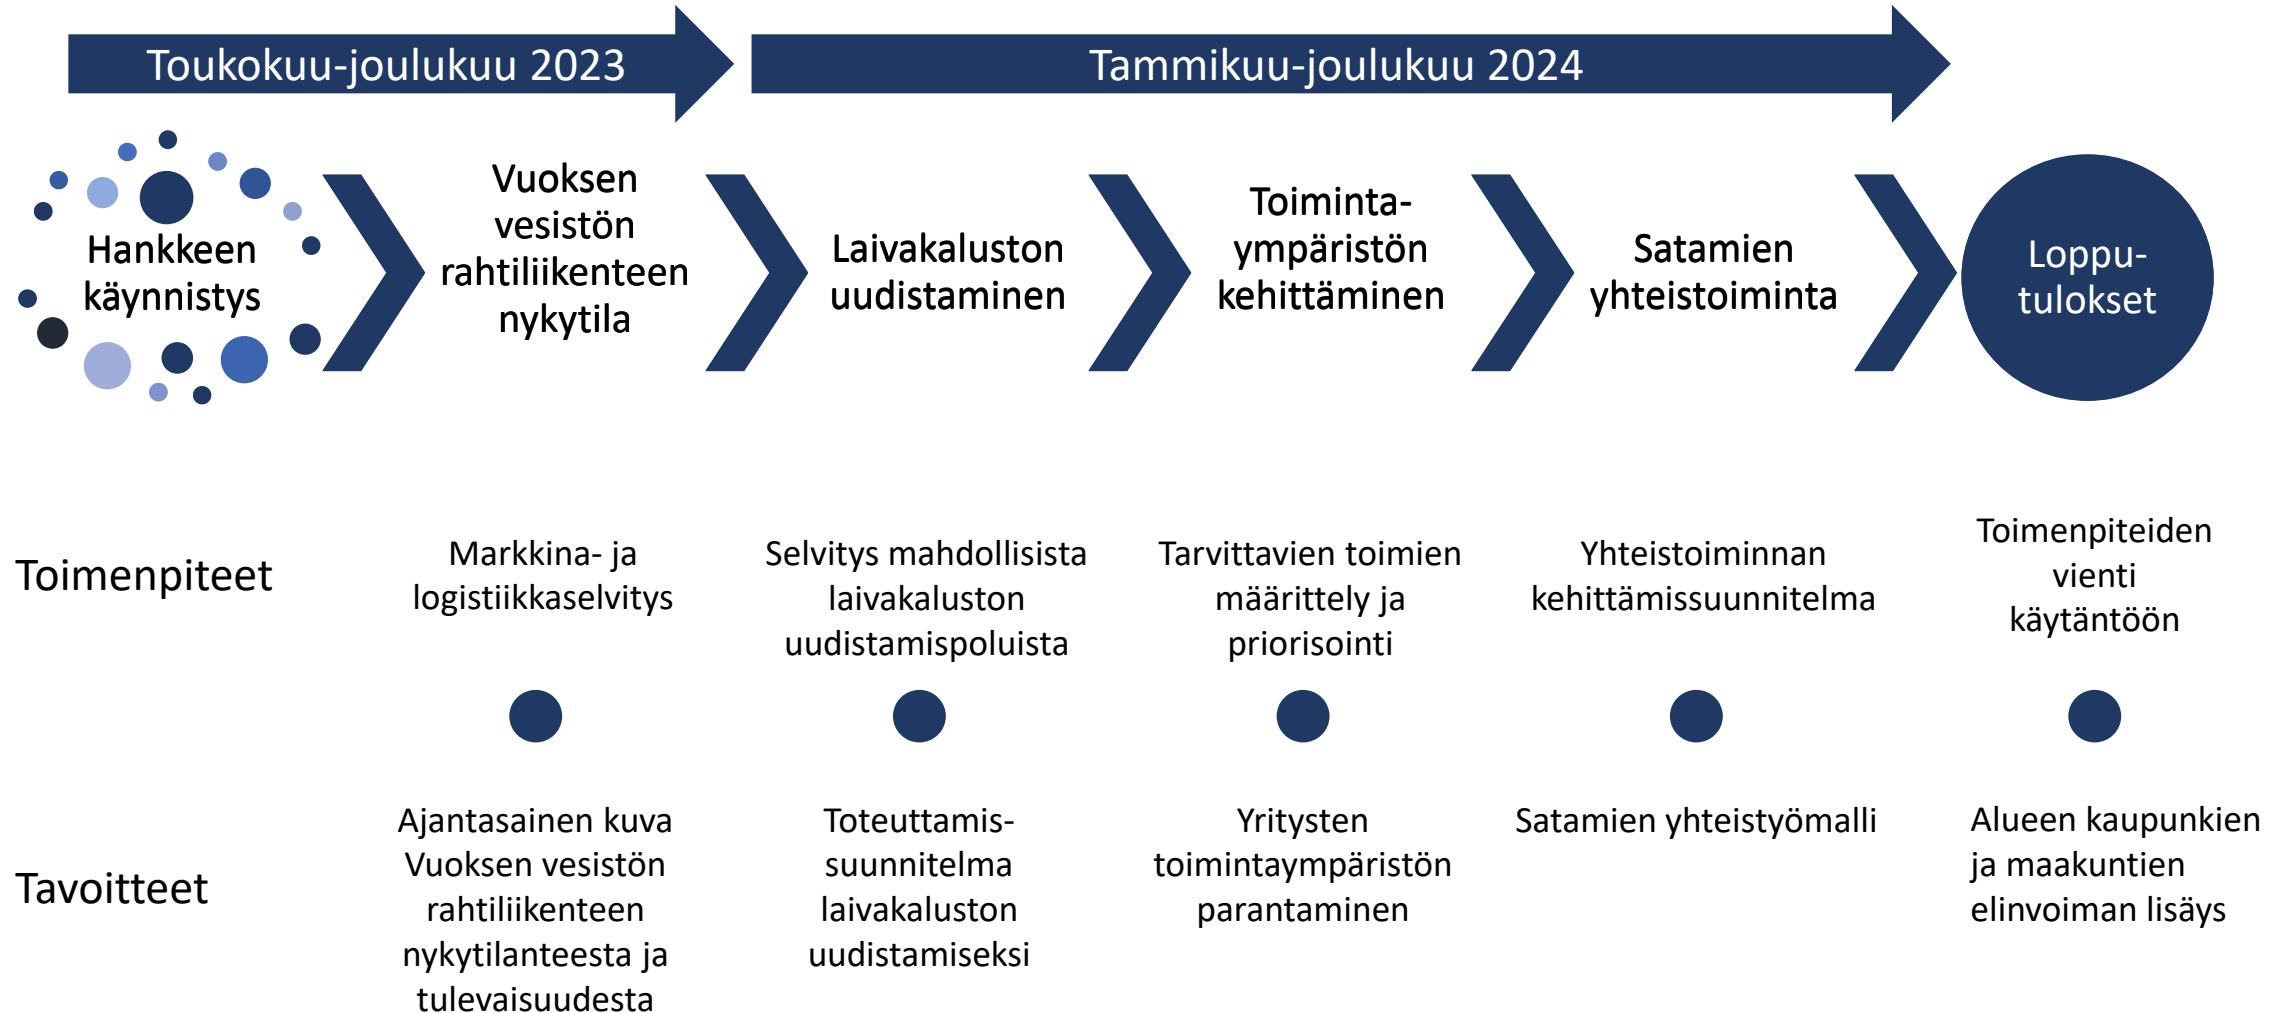 Toukokuu-joulukuu 2023
Tammikuu-joulukuu 2024
Hankkeen
käynnistys
Vuoksen
vesistön
rahtiliikenteen
nykytila
Laivakaluston
uudistaminen
Toiminta-
ympäristön
kehittäminen
Satamien
yhteistoiminta
Loppu-
tulokset
Toimenpiteet
Markkina- ja
logistiikkaselvitys
Selvitys mahdollisista
laivakaluston
uudistamispoluista
Tarvittavien toimien
määrittely ja
priorisointi
Yhteistoiminnan
kehittämissuunnitelma
Toimenpiteiden
vienti
käytäntöön
Tavoitteet
Ajantasainen kuva
Vuoksen vesistön
rahtiliikenteen
nykytilanteesta ja
tulevaisuudesta
Toteuttamis-
suunnitelma
laivakaluston
uudistamiseksi
Yritysten
toimintaympäristön
parantaminen
Satamien yhteistyömalli
Alueen kaupunkien
ja maakuntien
elinvoiman lisäys